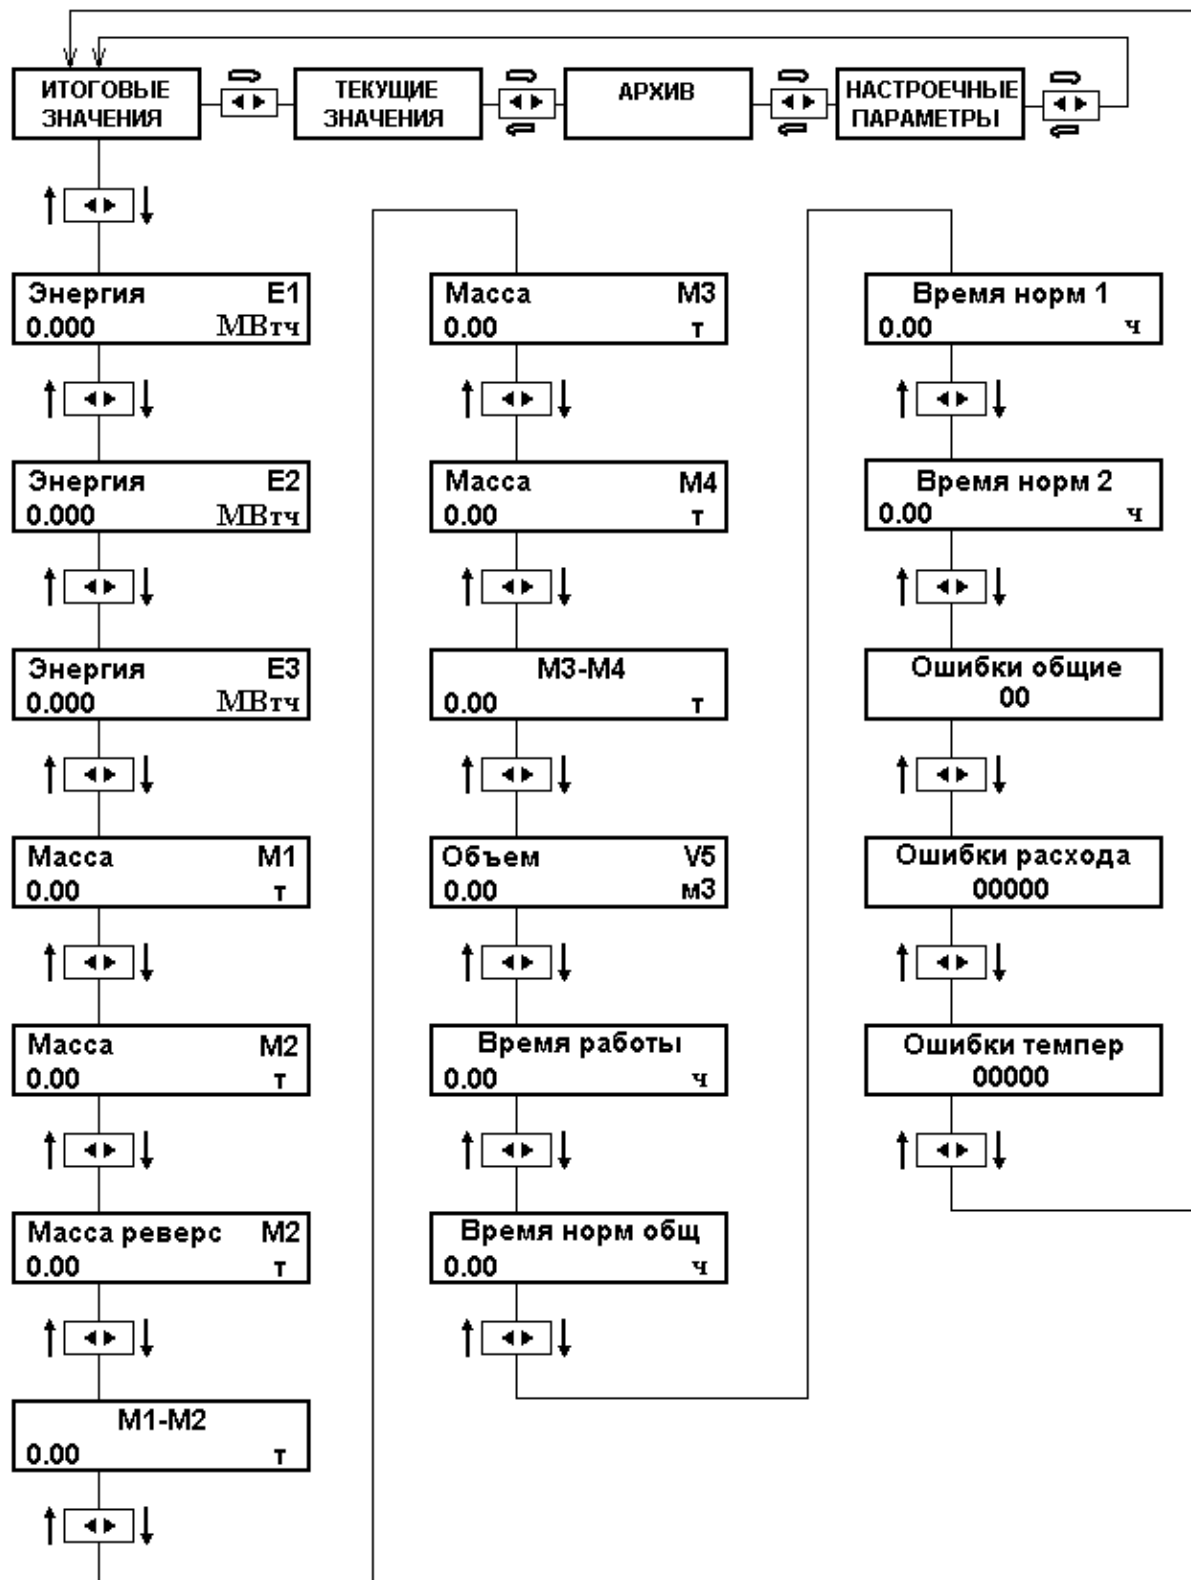 ИТОГОВЫЕ
ЗНАЧЕНИЯ
ТЕКУЩИЕ
ЗНАЧЕНИЯ
АРХИВ
НАСТРОЕЧНЫЕ
ПАРАМЕТРЫ
Энергия E1
0.000 МВтч
Энергия E2
0.000 МВтч
Энергия E3
0.000 МВтч
Масса M1
0.00 т
Масса M2
0.00 т
Масса реверс M2
0.00 т
M1-M2
0.00 т
Масса M3
0.00 т
Масса M4
0.00 т
M3-M4
0.00 т
Объем V5
0.00 м3
Время работы
0.00 ч
Время норм общ
0.00 ч
Время норм 1
0.00 ч
Время норм 2
0.00 ч
Ошибки общие
00
Ошибки расхода
00000
Ошибки темпер
00000